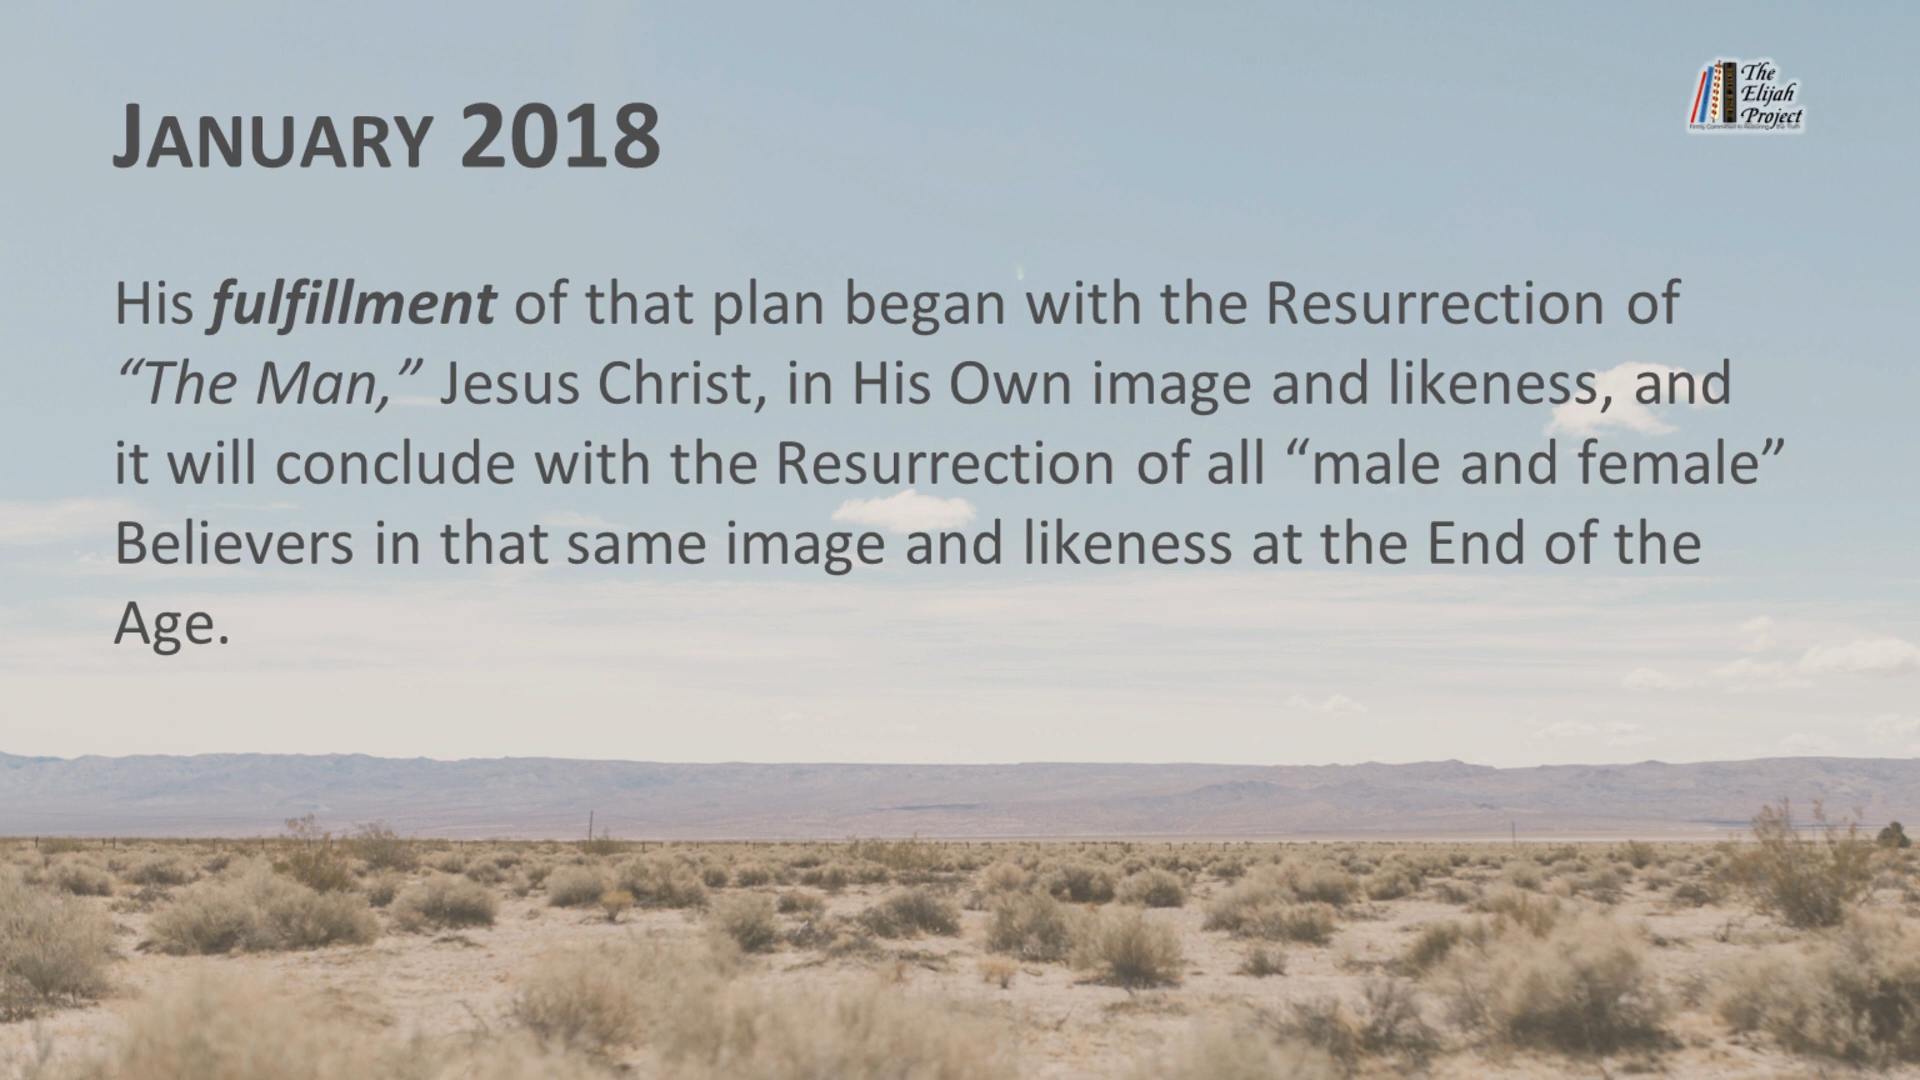 JANUARY 2018
The
Elijah
Project
His fulfillment of that plan began with the Resurrection of
“The Man,” Jesus Christ, in His Own image and likeness, and
it will conclude with the Resurrection of all “male and female”
Believers in that same image and likeness at the End of the
Age.